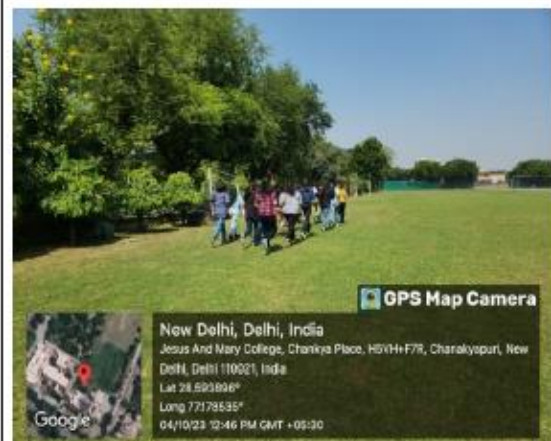 GPS Map Camera
New Delhi, Delhi, India
Jesus And Mary College, Chankya Place, H5VH+F7R, Chanakyapuri, New
Delhi, Delhi 110021, India
Lat 28.593896°
Long 77.178535°
04/10/23 12:46 PM GMT +05:30
Google